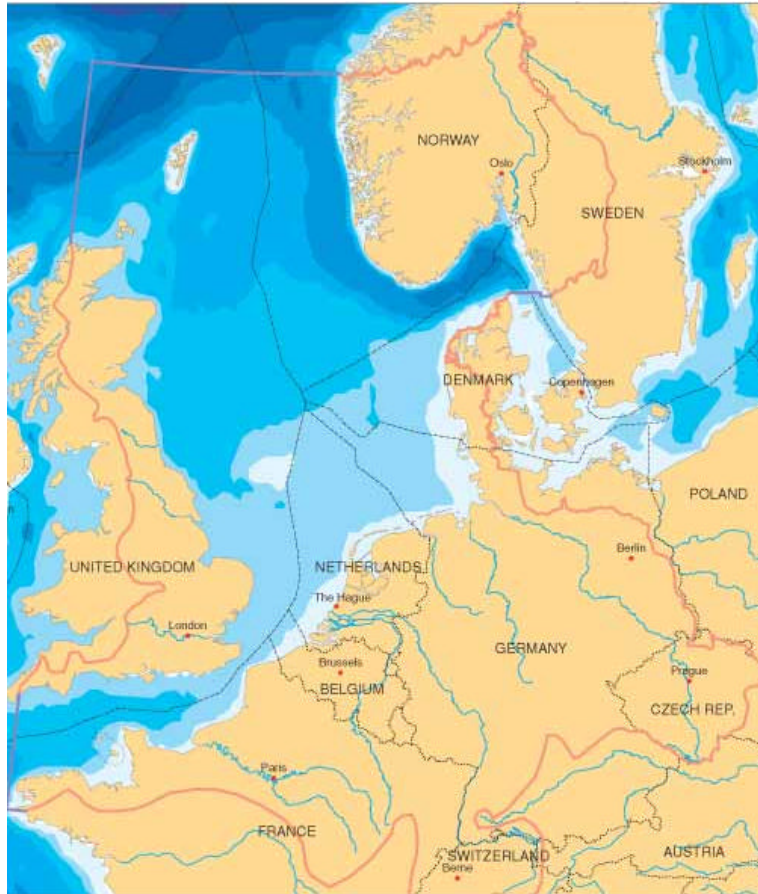 NORWAY
Oslo
Stockholm
SWEDEN
DENMARK
Copenhagen
POLAND
Berlin
UNITED KINGDOM
NETHERLANDS
The Hague
London
GERMANY
Brussels
BELGIUM
Prague
CZECH REP.
Paris
FRANCE
SWITZERLAND
AUSTRIA
Berne